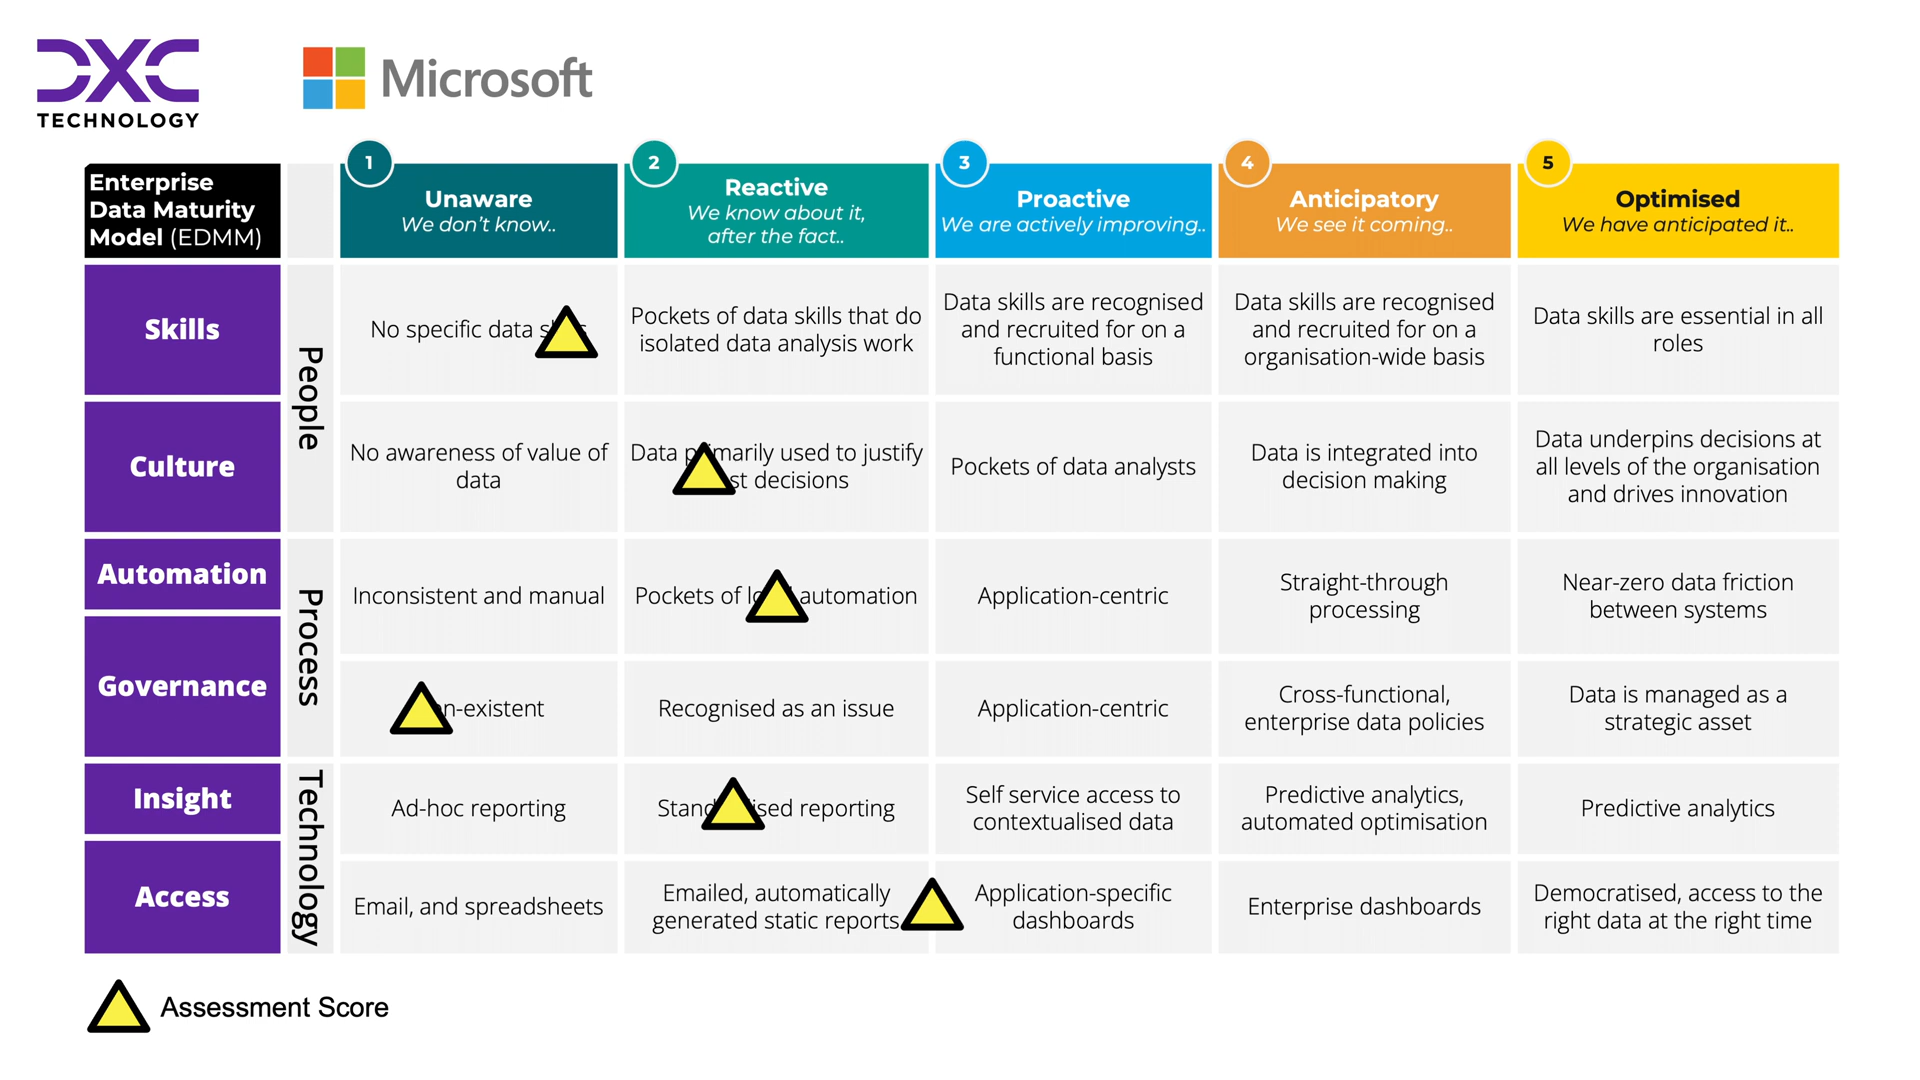 DXC
TECHNOLOGY
Microsoft
Enterprise
Data Maturity
Model (EDMM)
1
Unaware
We don't know..
2
Reactive
We know about it,
after the fact..
3
Proactive
We are actively improving..
4
Anticipatory
We see it coming..
5
Optimised
We have anticipated it..
People
Skills
No specific data
Pockets of data skills that do
isolated data analysis work
Data skills are recognised
and recruited for on a
functional basis
Data skills are recognised
and recruited for on a
organisation-wide basis
Data skills are essential in all
roles
Culture
No awareness of value of
data
Data primarily used to justify
decisions
Pockets of data analysts
Data is integrated into
decision making
Data underpins decisions at
all levels of the organisation
and drives innovation
Process
Automation
Inconsistent and manual
Pockets of automation
Application-centric
Straight-through
processing
Near-zero data friction
between systems
Governance
Non-existent
Recognised as an issue
Application-centric
Cross-functional,
enterprise data policies
Data is managed as a
strategic asset
Technology
Insight
Ad-hoc reporting
Standardised reporting
Self service access to
contextualised data
Predictive analytics,
automated optimisation
Predictive analytics
Access
Email, and spreadsheets
Emailed, automatically
generated static reports
Application-specific
dashboards
Enterprise dashboards
Democratised, access to the
right data at the right time
Assessment Score